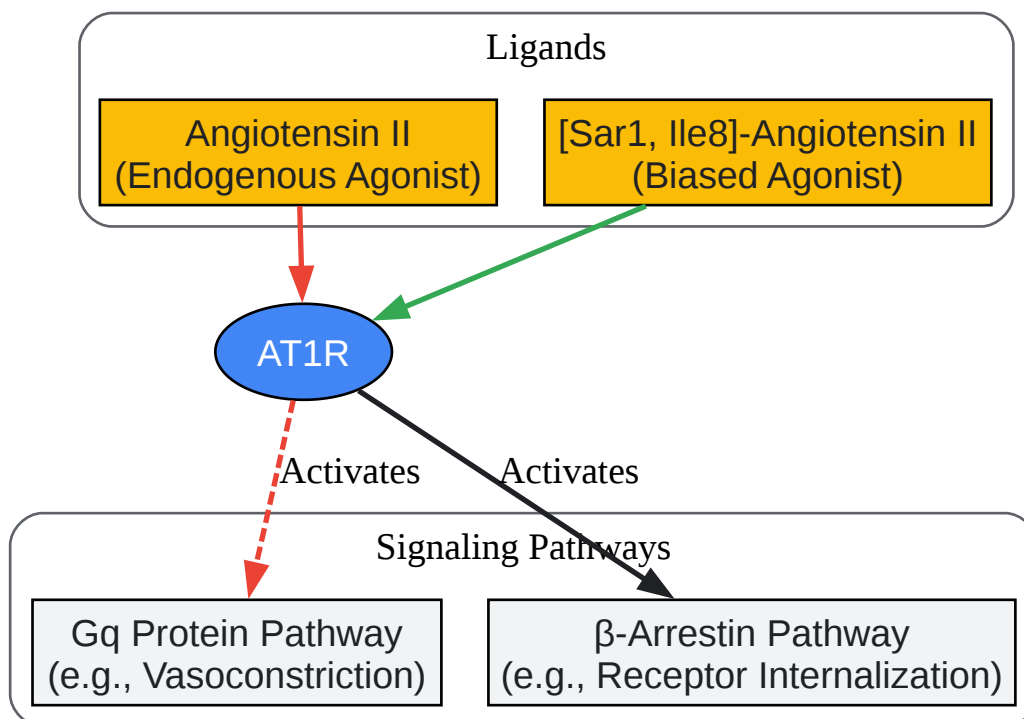 Ligands
Angiotensin II
(Endogenous Agonist)
[Sar1, Ile8]-Angiotensin II
(Biased Agonist)
AT1R
Activates
Activates
Signaling Pathways
Gq Protein Pathway
(e.g., Vasoconstriction)
β-Arrestin Pathway
(e.g., Receptor Internalization)